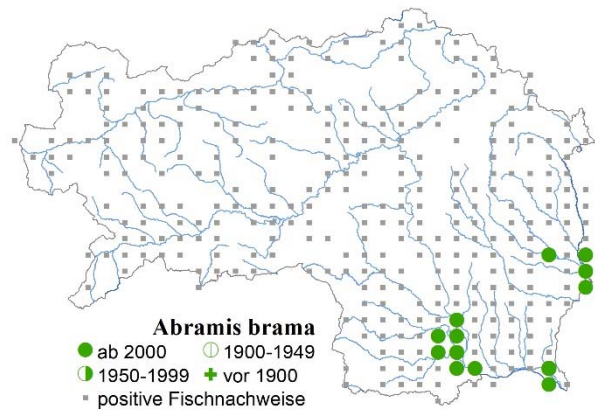 Abramis brama
ab 2000 1900-1949
1950-1999 vor 1900
positive Fischnachweise